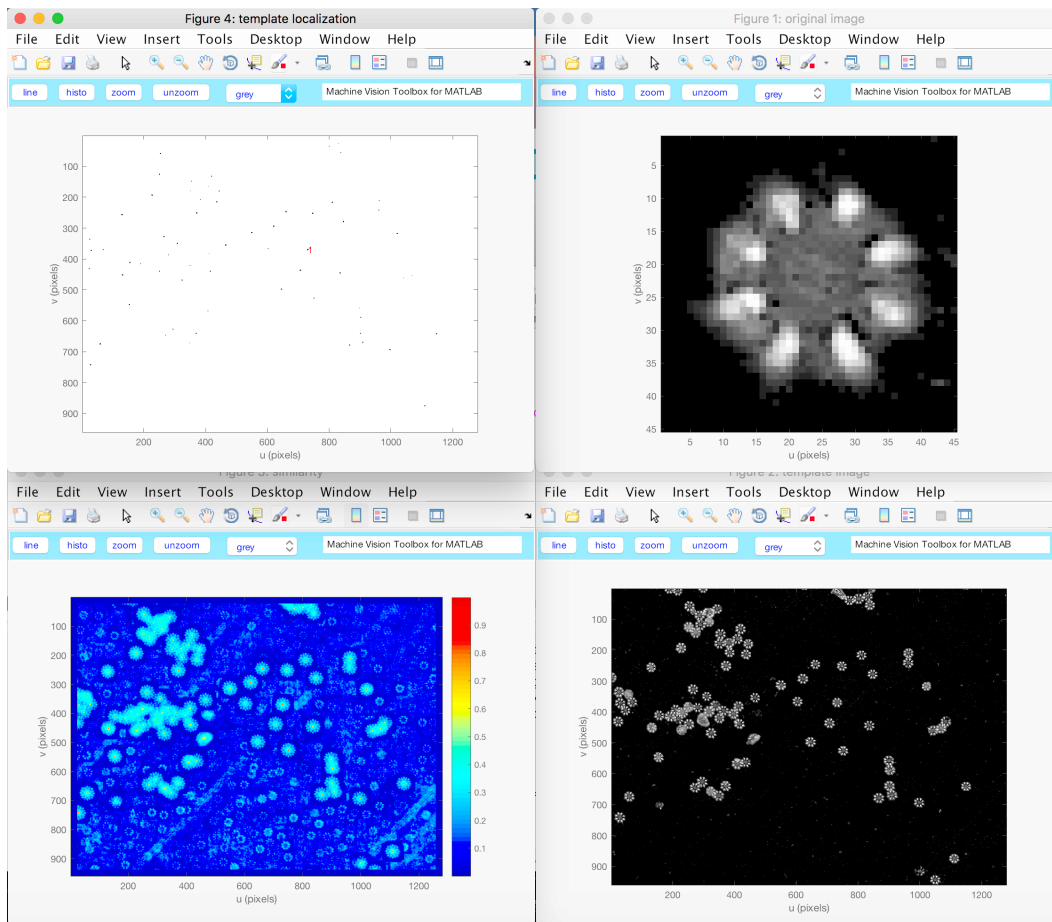 Figure 4: template localization
File Edit View Insert Tools Desktop Window Help
line histo zoom unzoom grey Machine Vision Toolbox for MATLAB
100
200
300
400
500
600
700
800
900
v (pixels)
1
200 400 600 800 1000 1200
u (pixels)
Figure 1: original image
File Edit View Insert Tools Desktop Window Help
line histo zoom unzoom grey Machine Vision Toolbox for MATLAB
5
10
15
20
25
30
35
40
45
v (pixels)
5 10 15 20 25 30 35 40 45
u (pixels)
Figure 3: similarity
File Edit View Insert Tools Desktop Window Help
line histo zoom unzoom grey Machine Vision Toolbox for MATLAB
100
200
300
400
500
600
700
800
900
v (pixels)
200 400 600 800 1000 1200
u (pixels)
0.9
0.8
0.7
0.6
0.5
0.4
0.3
0.2
0.1
Figure 2: template image
File Edit View Insert Tools Desktop Window Help
line histo zoom unzoom grey Machine Vision Toolbox for MATLAB
100
200
300
400
500
600
700
800
900
v (pixels)
200 400 600 800 1000 1200
u (pixels)